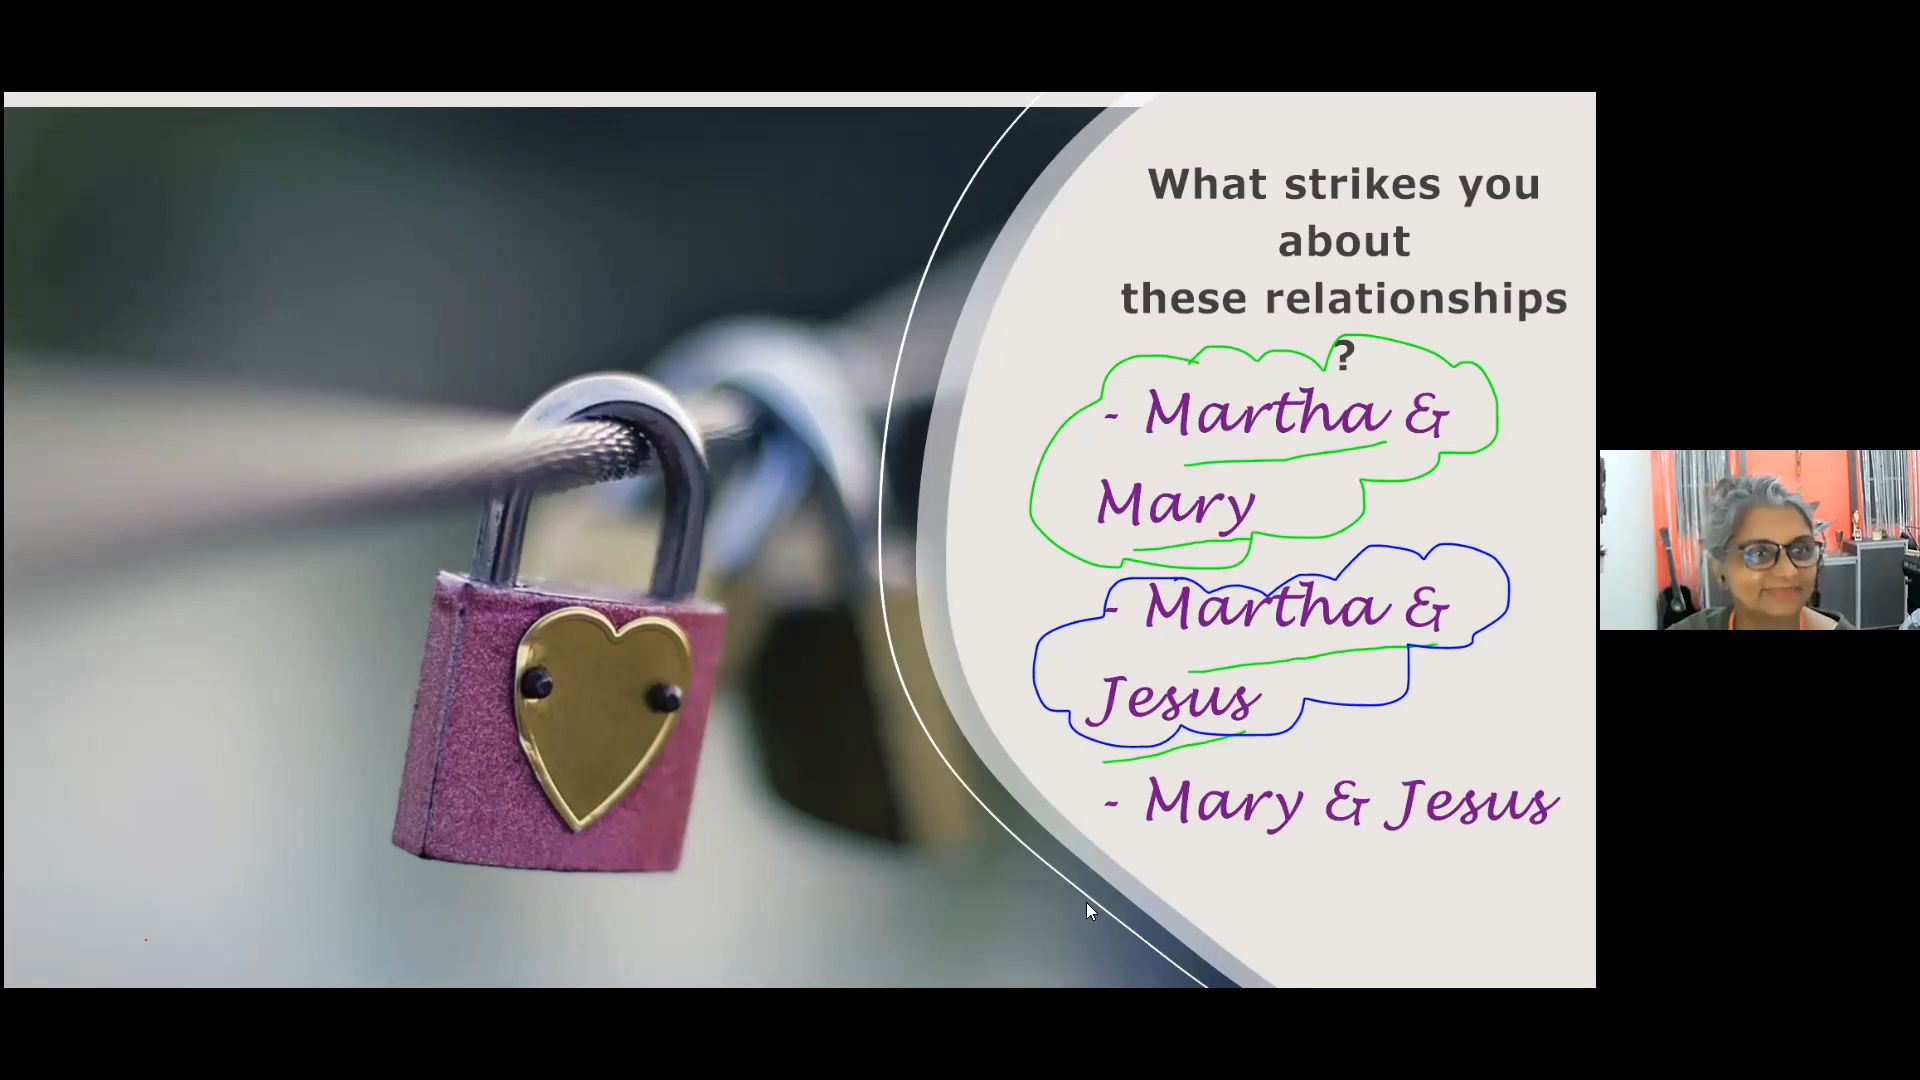 What strikes you
about
these relationships
?
- Martha &
Mary
- Martha &
Jesus
- Mary & Jesus